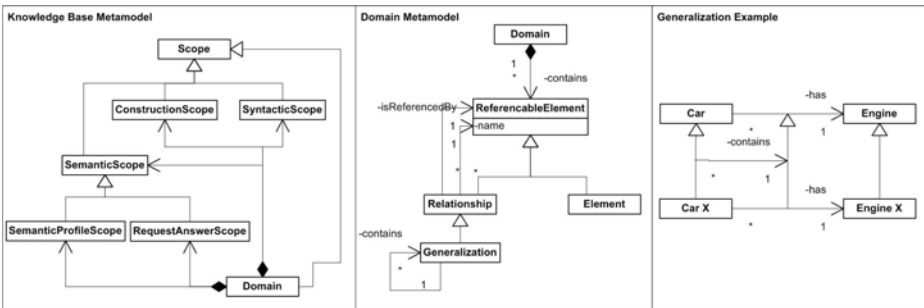 Knowledge Base Metamodel
Scope
ConstructionScope
SyntacticScope
SemanticScope
SemanticProfileScope
RequestAnswerScope
Domain
Domain Metamodel
Domain
1
*
-contains
-isReferencedBy
ReferencableElement
-name
1
1
*
*
Relationship
Element
-contains
Generalization
*
1
Generalization Example
Car
-has
Engine
*
1
-contains
*
1
Car X
-has
Engine X
*
1